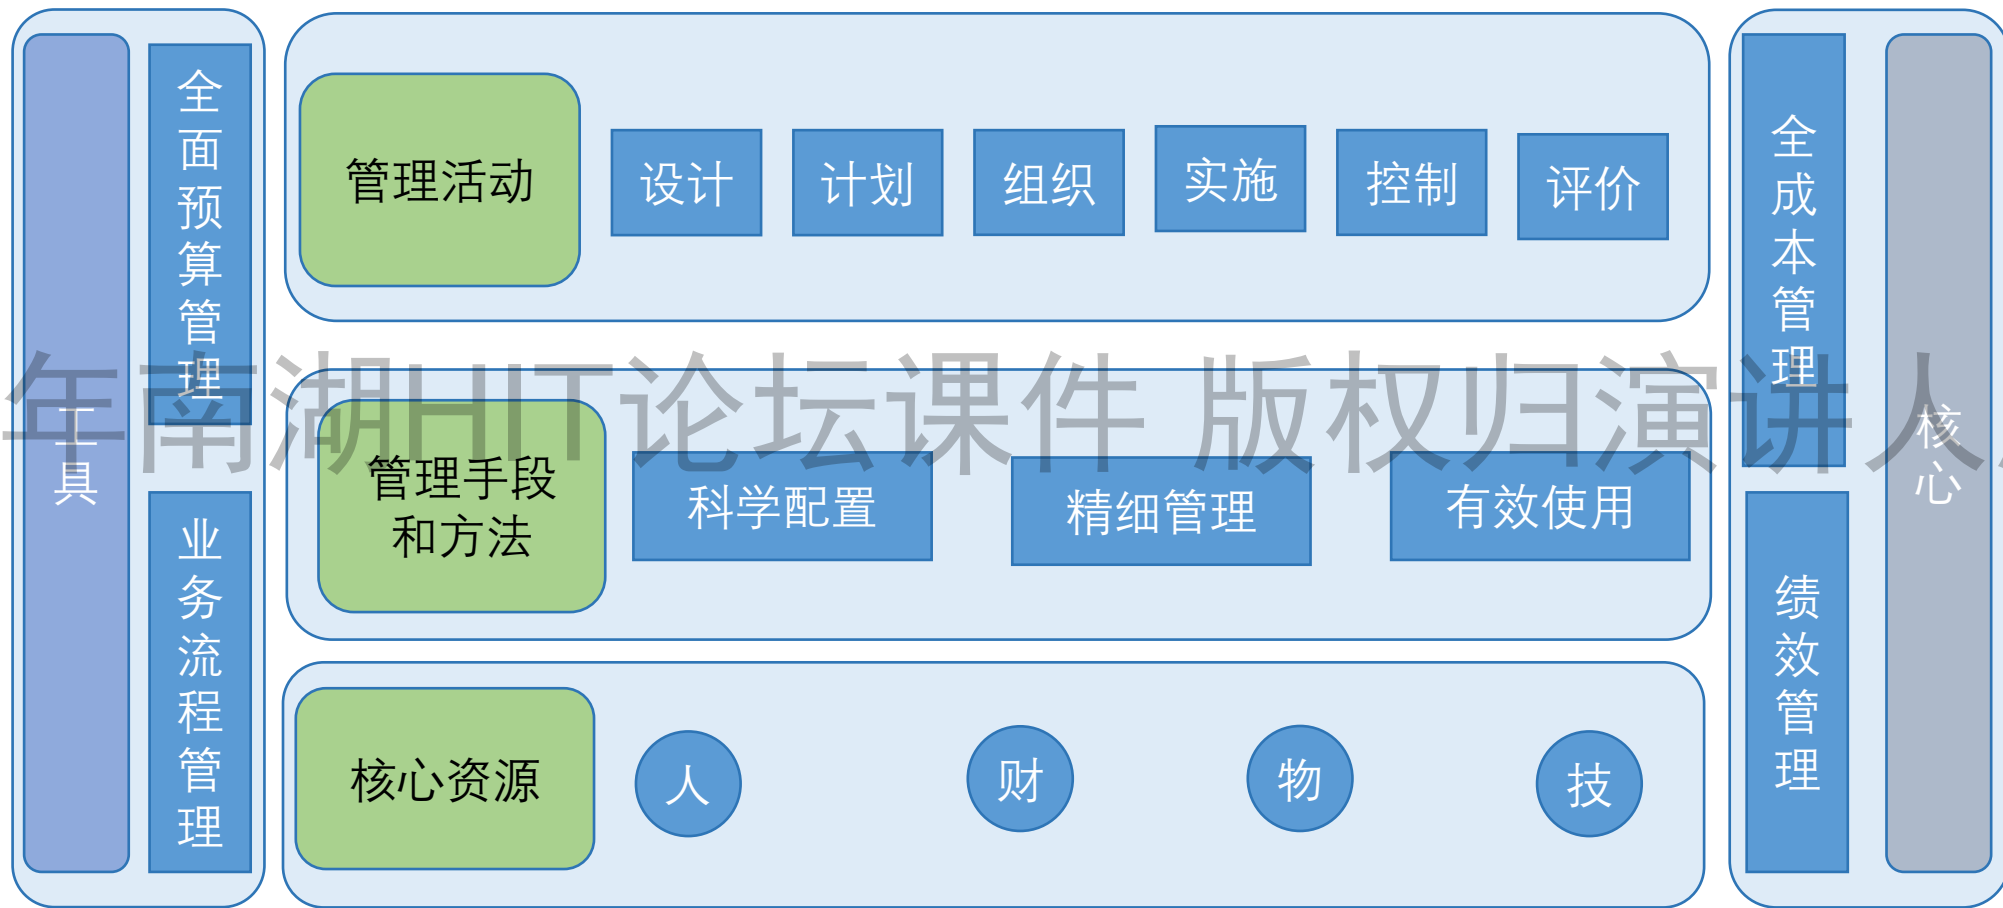 工具
全面预算管理
业务流程管理
管理活动
设计
计划
组织
实施
控制
评价
年南湖HIT论坛课件 版权归演讲人
管理手段
和方法
科学配置
精细管理
有效使用
核心资源
人
财
物
技
全成本管理
绩效管理
核心